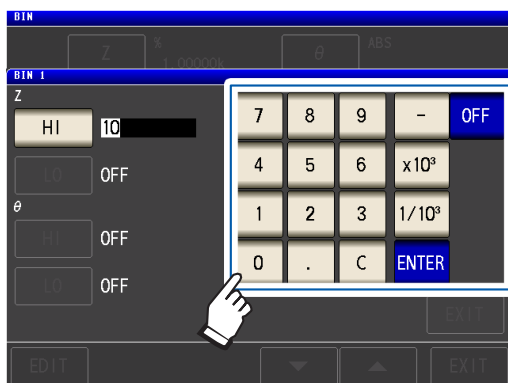 BIN
Z % 1.00000k θ ABS
BIN 1
Z
HI 10
LO OFF
θ
HI OFF
LO OFF
7 8 9 − OFF
4 5 6 x10³
1 2 3 1/10³
0 . C ENTER
EXIT
EDIT EXIT